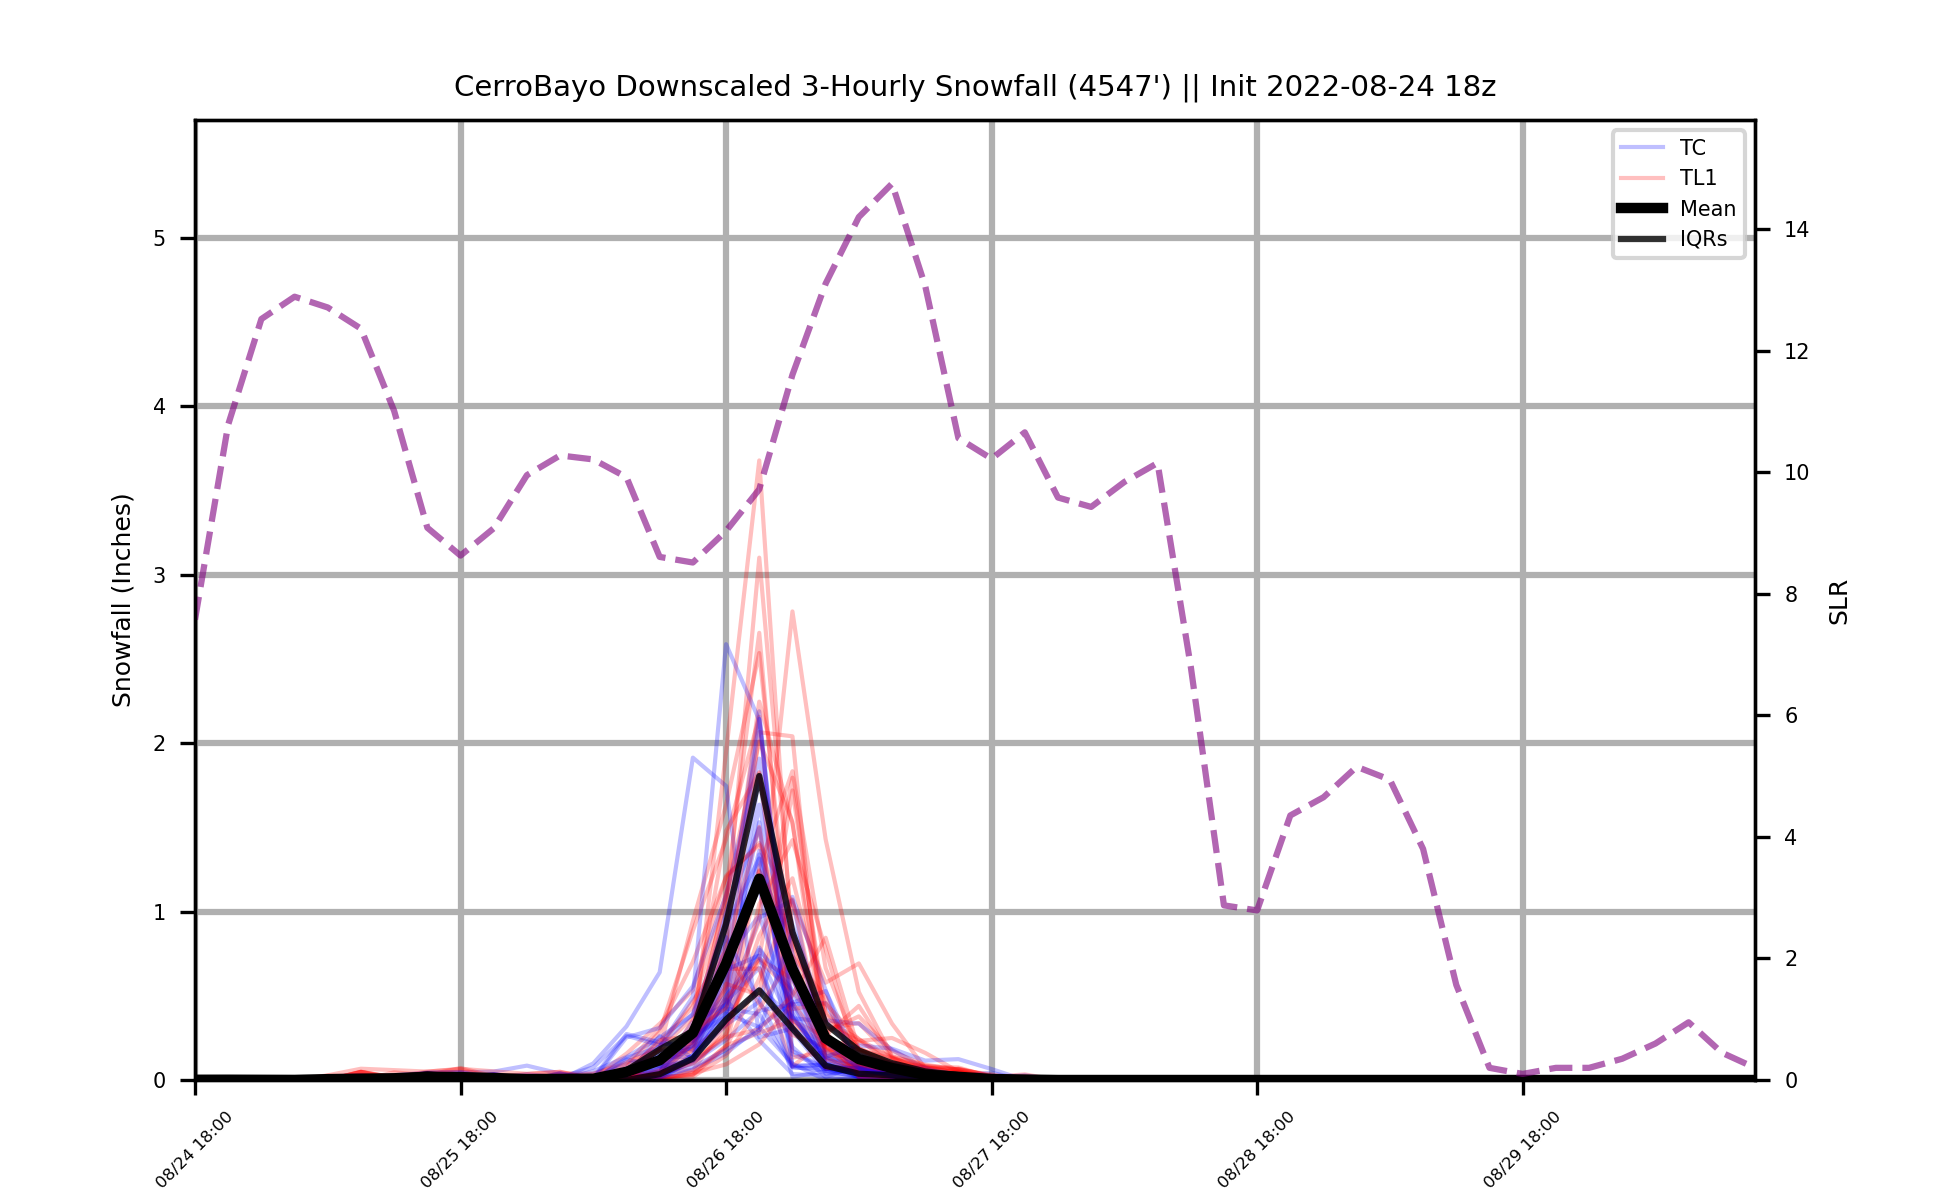 CerroBayo Downscaled 3-Hourly Snowfall (4547') || Init 2022-08-24 18z
TC
TL1
Mean
IQRs
Snowfall (Inches)
5
4
3
2
1
0
SLR
14
12
10
8
6
4
2
0
08/24 18:00
08/25 18:00
08/26 18:00
08/27 18:00
08/28 18:00
08/29 18:00